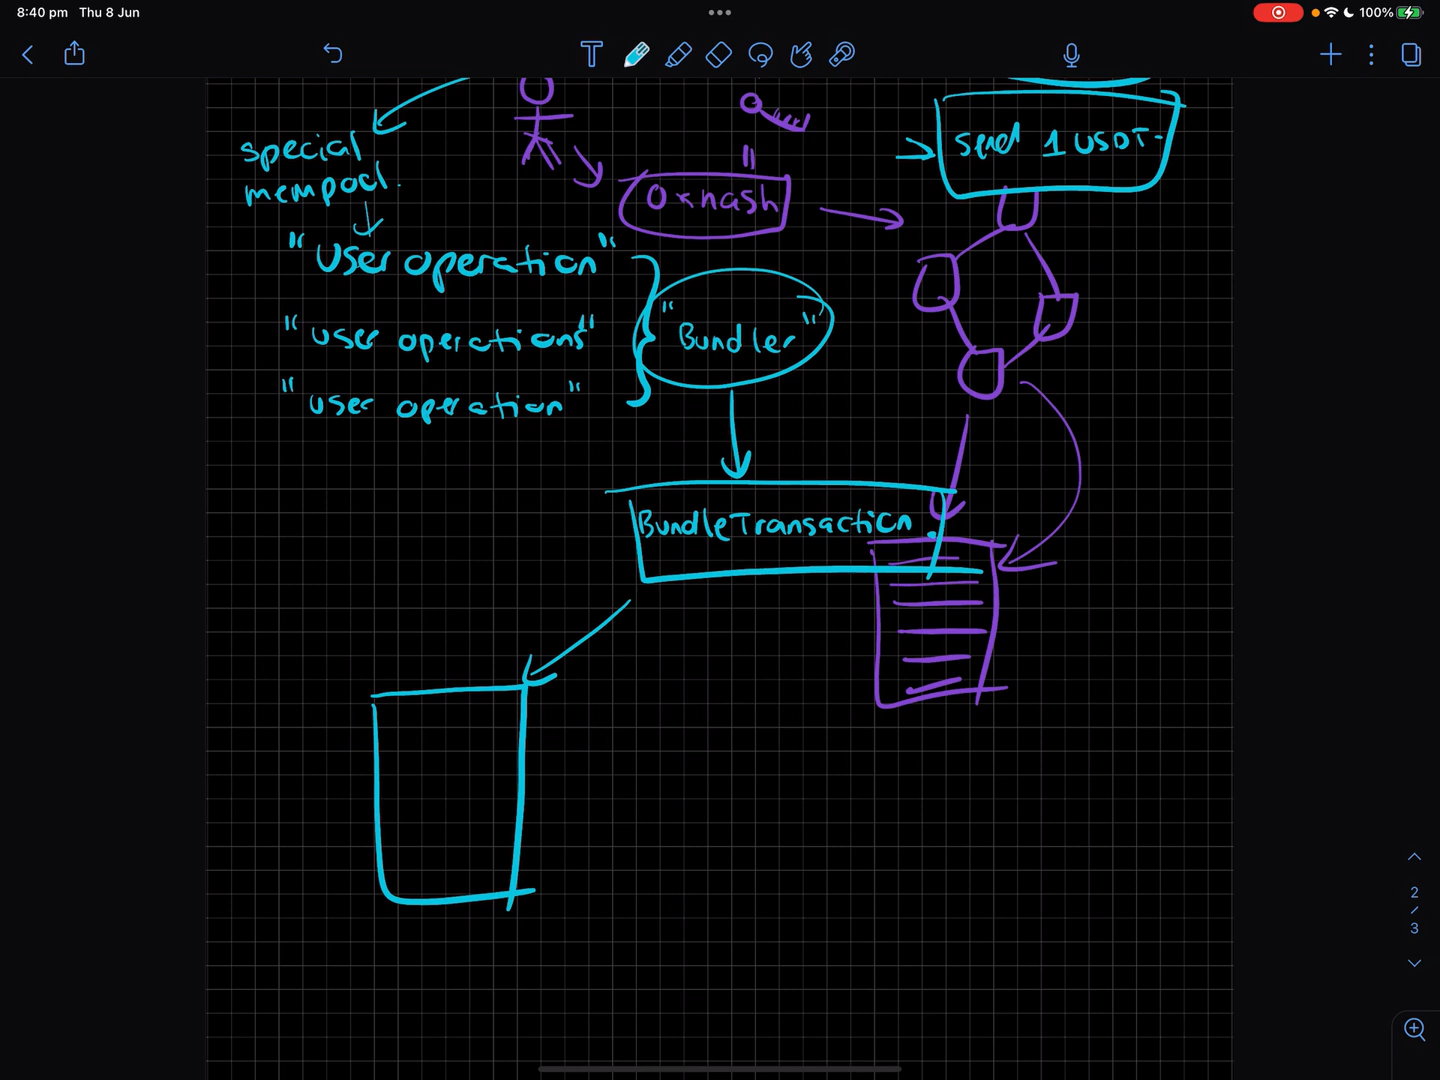 8:40 pm Thu 8 Jun
100%
T
special
mempool.
Send 1 USDT
0xhash
"User operation"
"user operations"
"user operation"
"Bundler"
BundleTransaction.
2
/
3